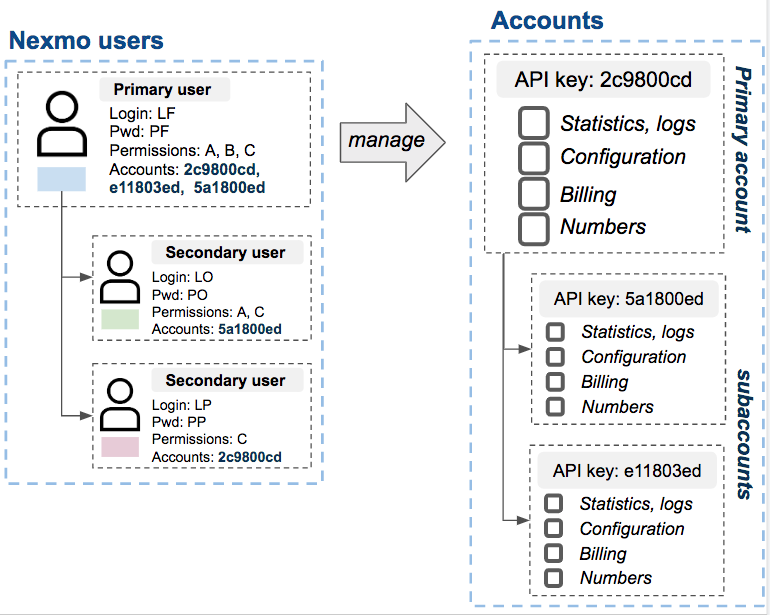 Nexmo users
Primary user
Login: LF
Pwd: PF
Permissions: A, B, C
Accounts: 2c9800cd,
e11803ed, 5a1800ed
Secondary user
Login: LO
Pwd: PO
Permissions: A, C
Accounts: 5a1800ed
Secondary user
Login: LP
Pwd: PP
Permissions: C
Accounts: 2c9800cd
manage
Accounts
API key: 2c9800cd
Statistics, logs
Configuration
Billing
Numbers
Primary account
API key: 5a1800ed
Statistics, logs
Configuration
Billing
Numbers
subaccounts
API key: e11803ed
Statistics, logs
Configuration
Billing
Numbers